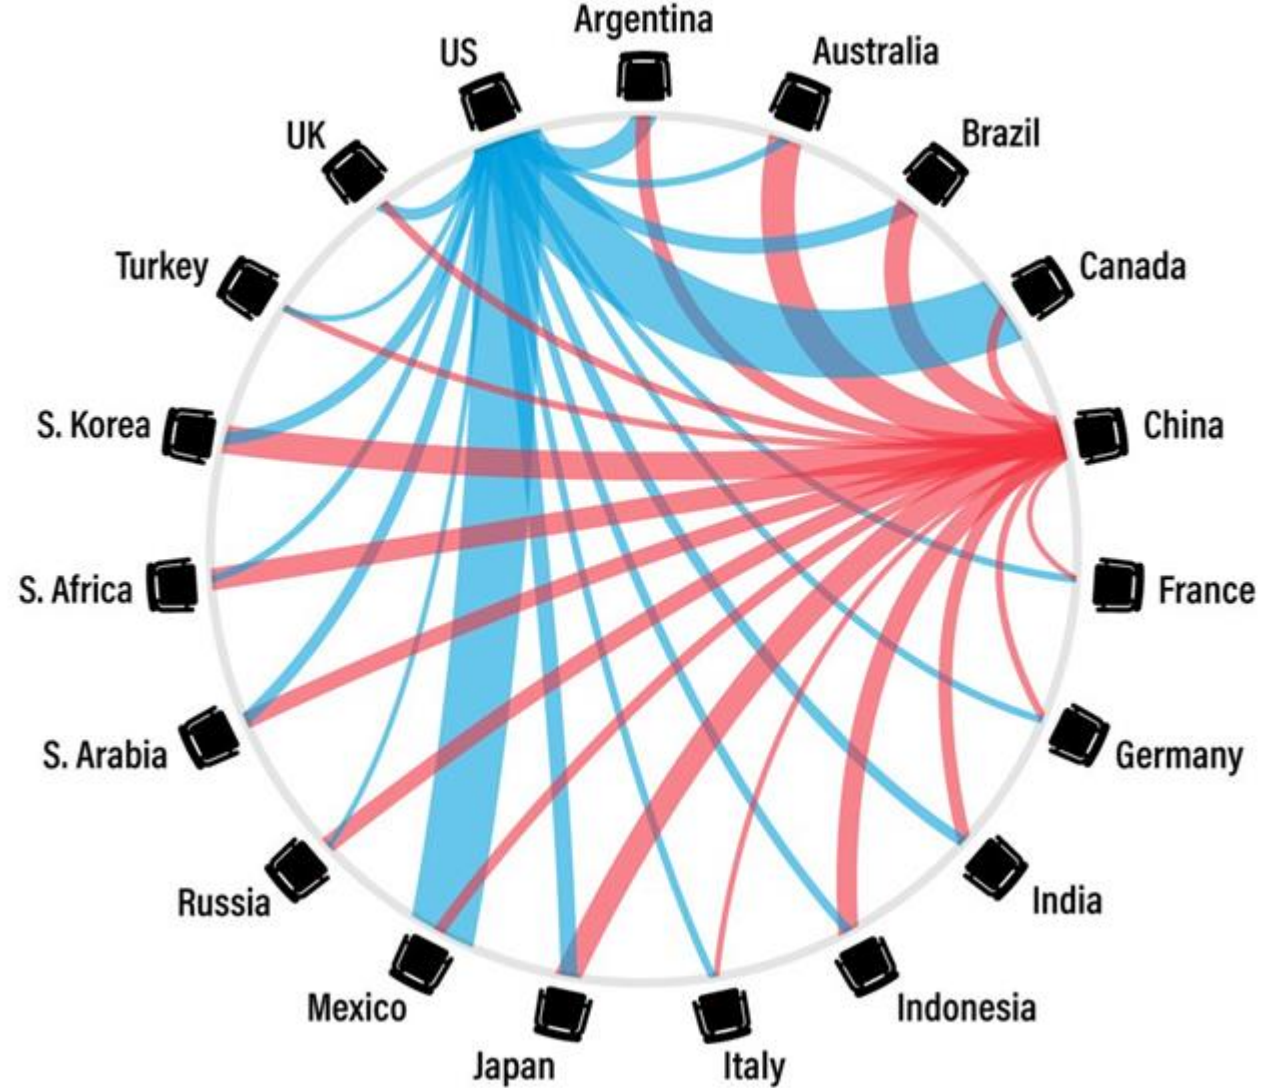 Argentina
US
Australia
UK
Brazil
Turkey
Canada
S. Korea
China
S. Africa
France
S. Arabia
Germany
Russia
India
Mexico
Indonesia
Japan
Italy